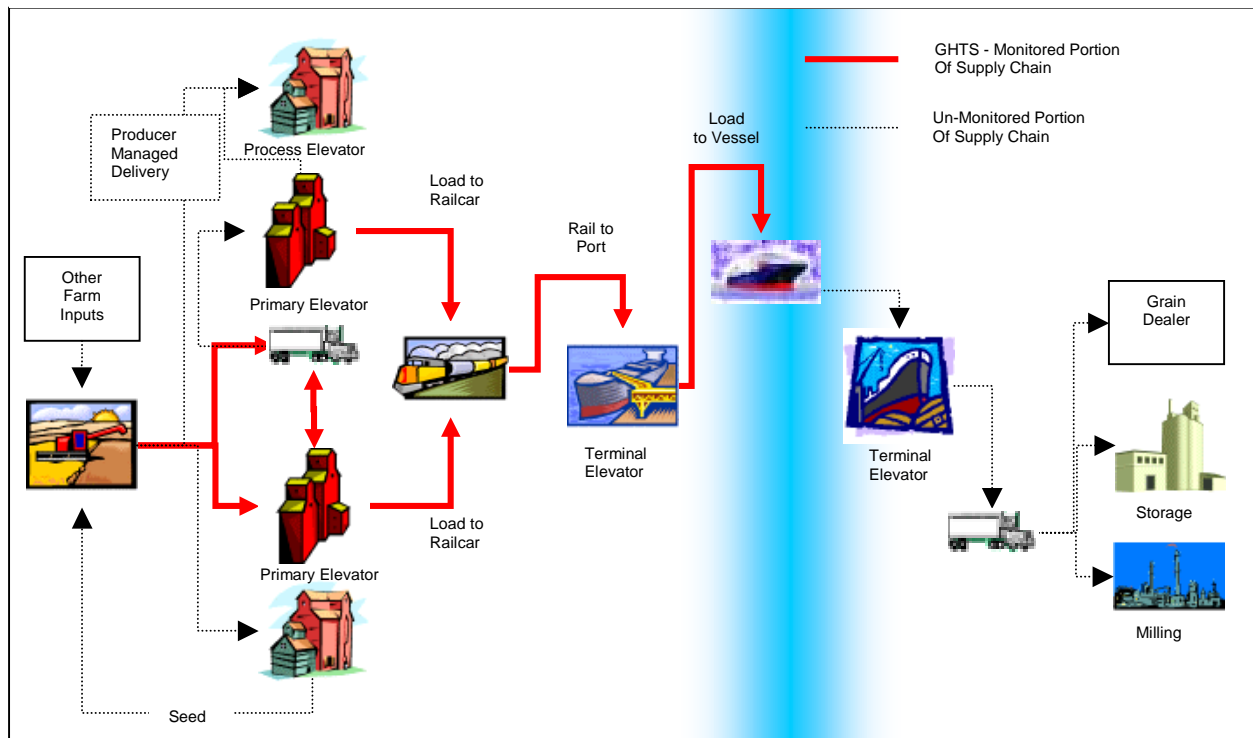 GHTS - Monitored Portion
Of Supply Chain
Un-Monitored Portion
Of Supply Chain
Load
to Vessel
Producer
Managed
Delivery
Process Elevator
Load to
Railcar
Rail to
Port
Other
Farm
Inputs
Primary Elevator
Grain
Dealer
Terminal
Elevator
Terminal
Elevator
Storage
Load to
Railcar
Primary Elevator
Milling
Seed